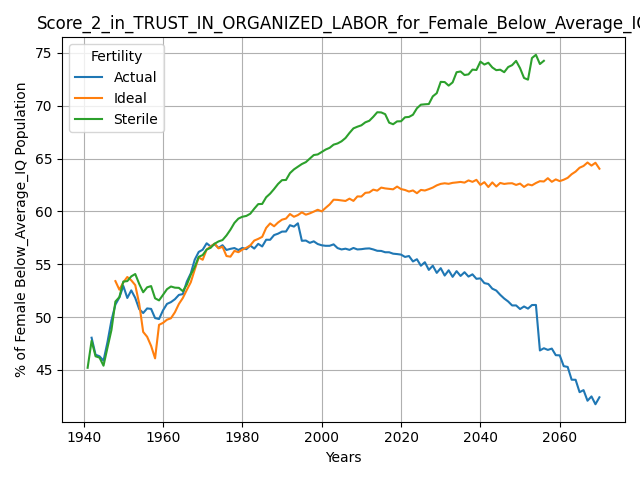 Score_2_in_TRUST_IN_ORGANIZED_LABOR_for_Female_Below_Average_IQ
Fertility
Actual
Ideal
Sterile
% of Female Below_Average_IQ Population
75
70
65
60
55
50
45
1940
1960
1980
2000
2020
2040
2060
Years